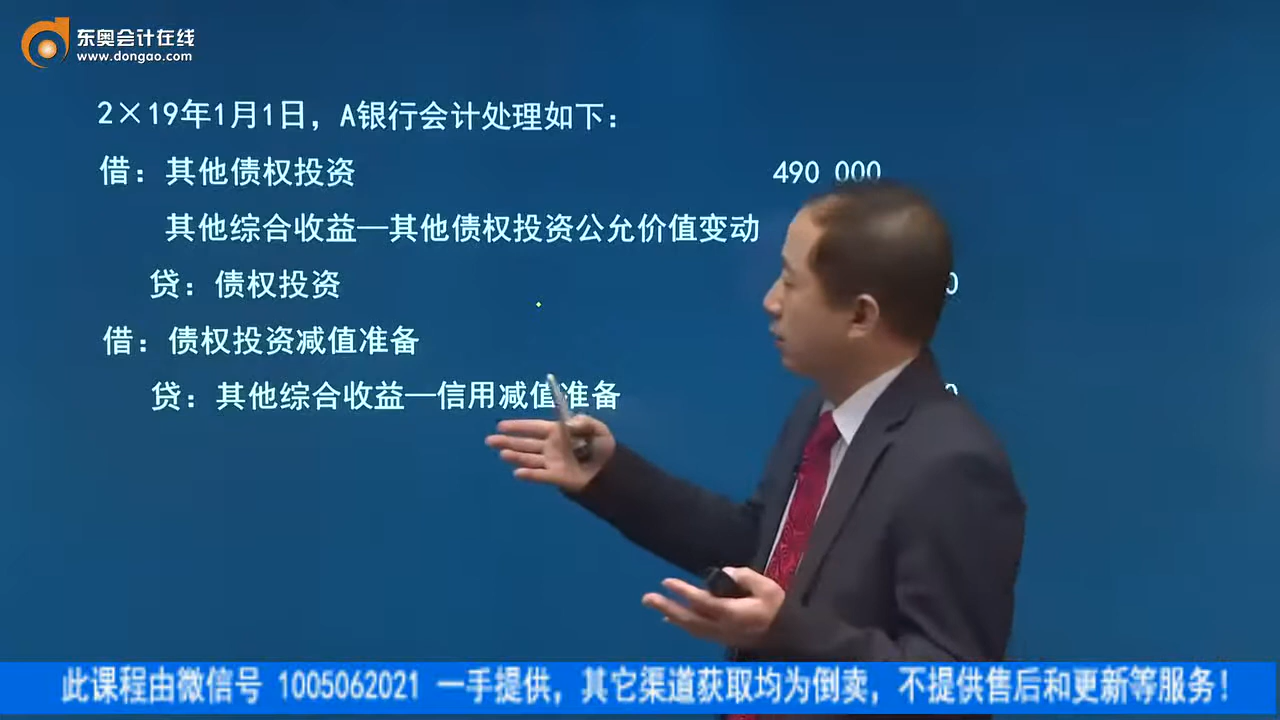 东奥会计在线
www.dongao.com
2×19年1月1日，A银行会计处理如下：
借：其他债权投资 490 000
其他综合收益—其他债权投资公允价值变动
贷：债权投资 0
借：债权投资减值准备
贷：其他综合收益—信用减值准备 0
此课程由微信号 1005062021 一手提供，其它渠道获取均为倒卖，不提供售后和更新等服务！